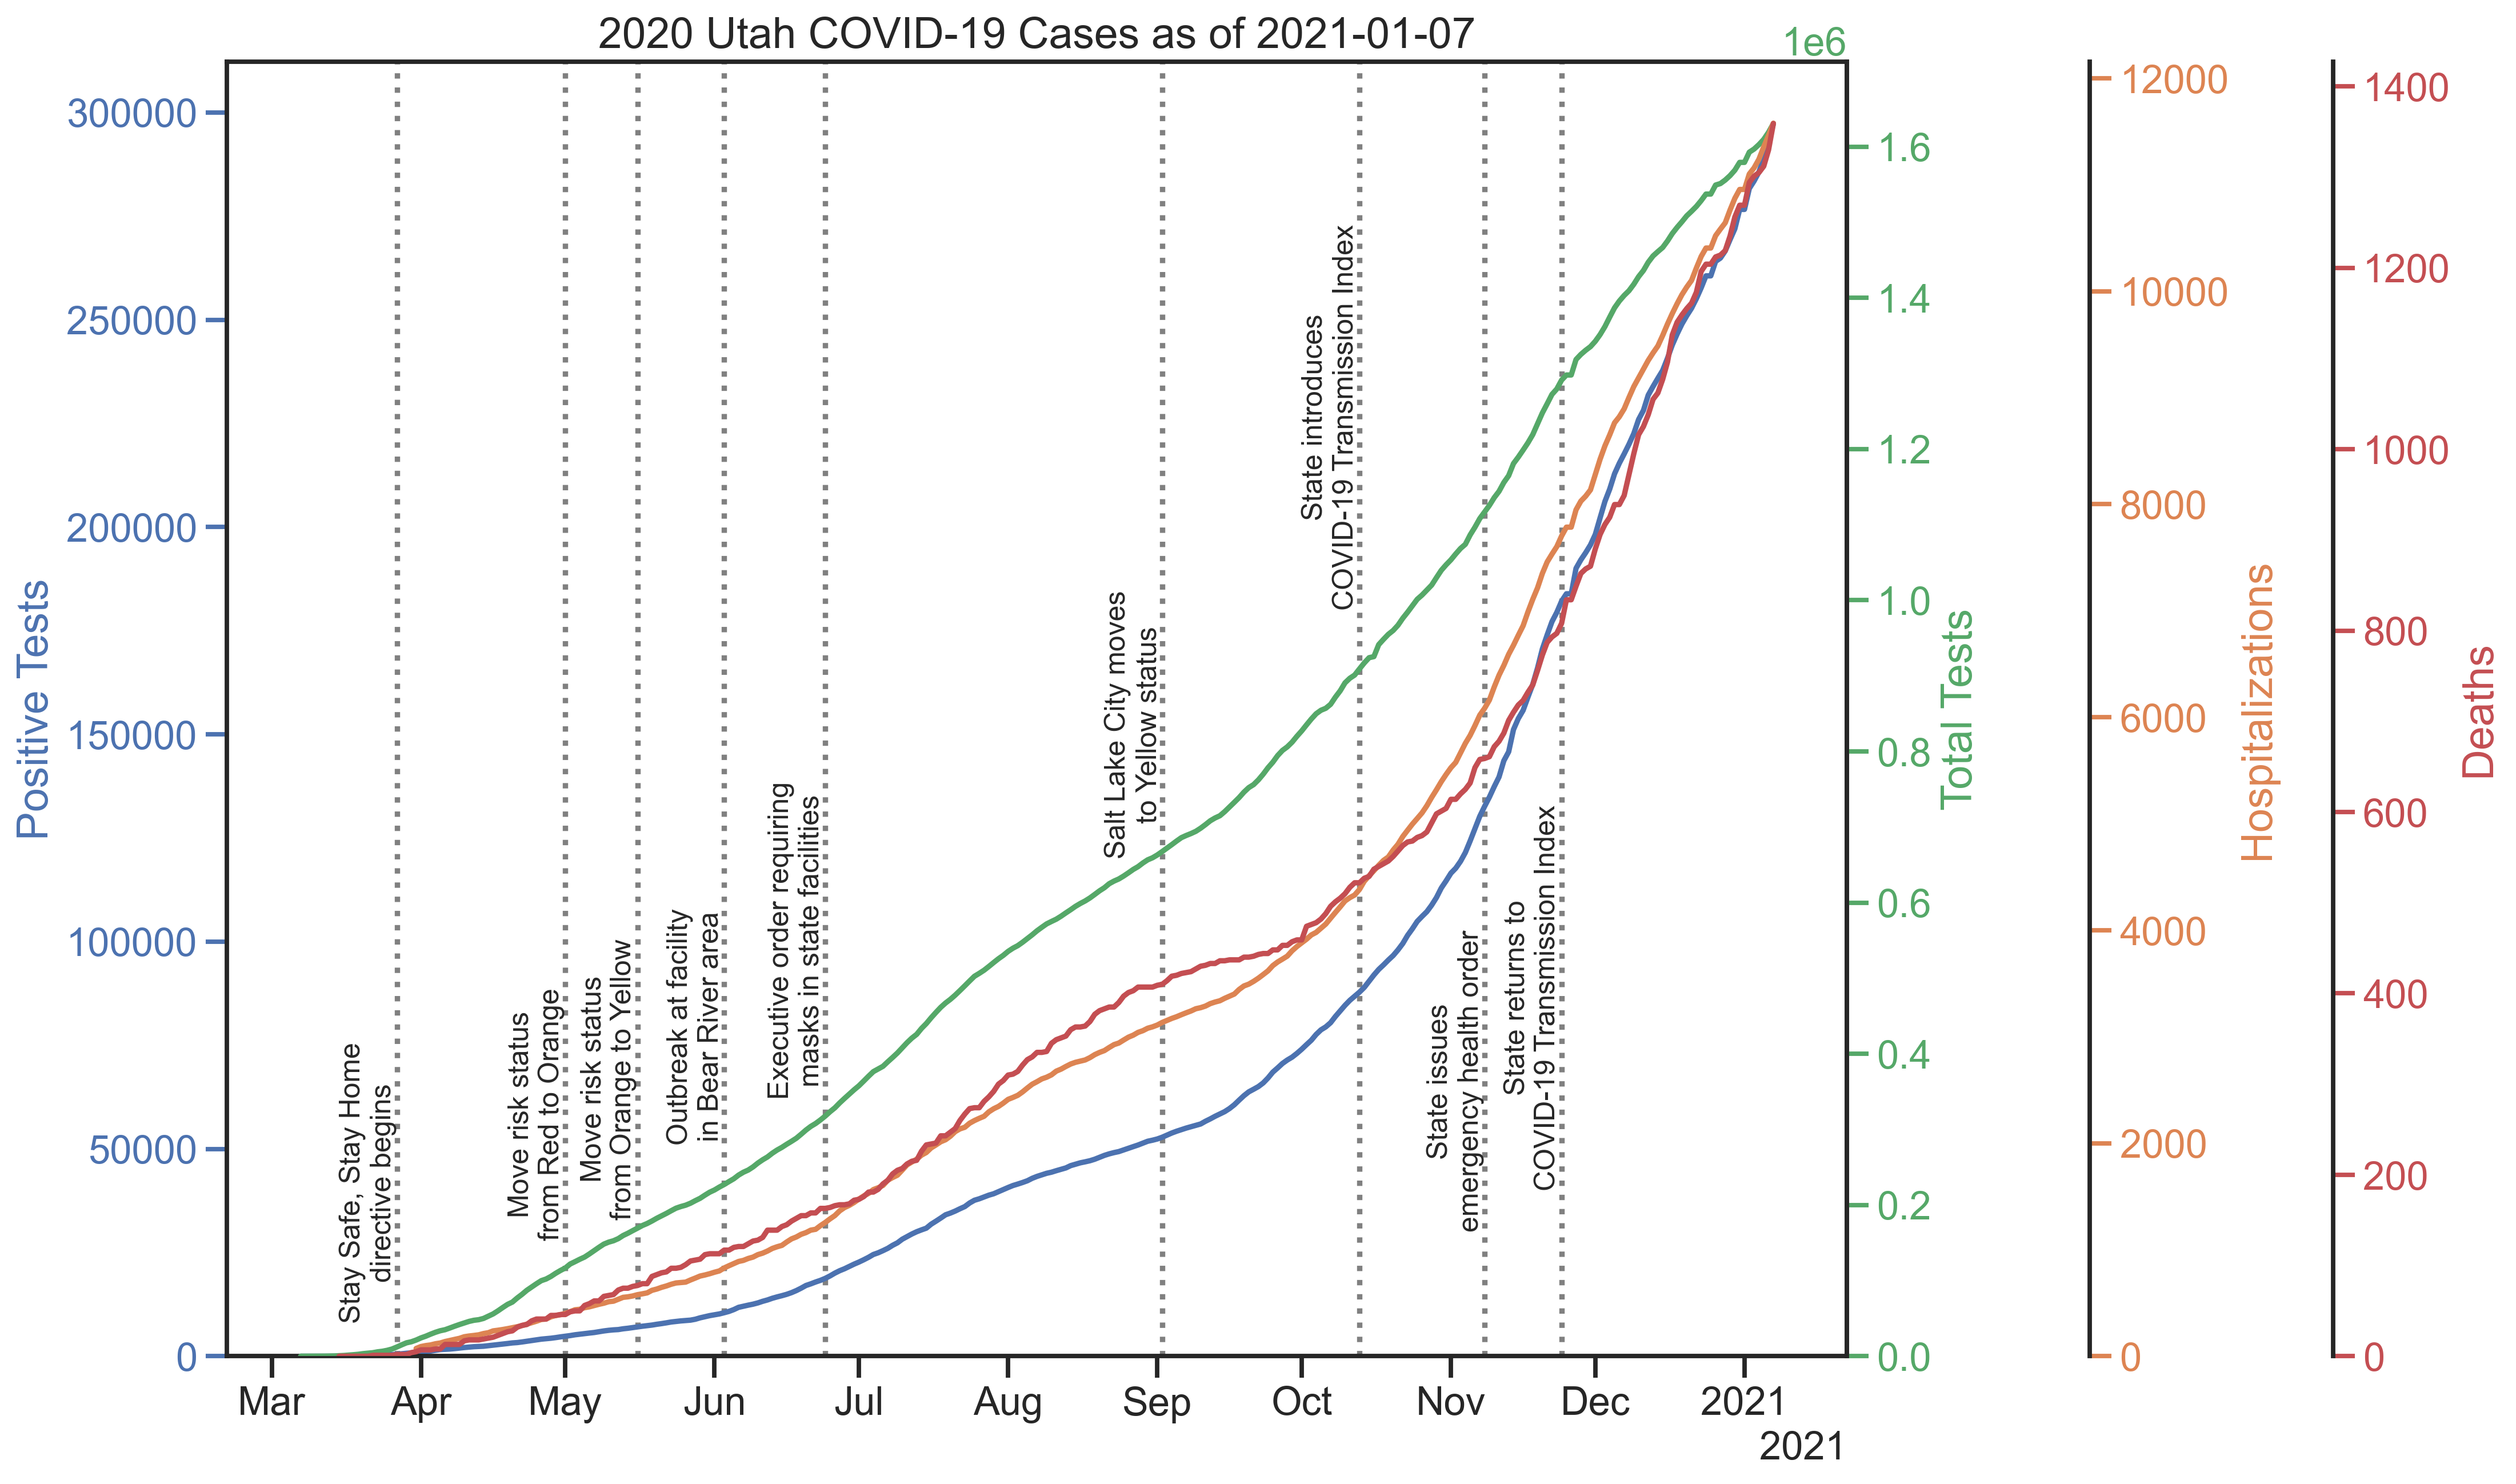 2020 Utah COVID-19 Cases as of 2021-01-07
1e6
Positive Tests
300000
250000
200000
150000
100000
50000
0
Stay Safe, Stay Home
directive begins
Move risk status
from Red to Orange
Move risk status
from Orange to Yellow
Outbreak at facility
in Bear River area
Executive order requiring
masks in state facilities
Salt Lake City moves
to Yellow status
State introduces
COVID-19 Transmission Index
State issues
emergency health order
State returns to
COVID-19 Transmission Index
1.6
1.4
1.2
1.0
0.8
0.6
0.4
0.2
0.0
Total Tests
12000
10000
8000
6000
4000
2000
0
Hospitalizations
1400
1200
1000
800
600
400
200
0
Deaths
Mar
Apr
May
Jun
Jul
Aug
Sep
Oct
Nov
Dec
2021
2021